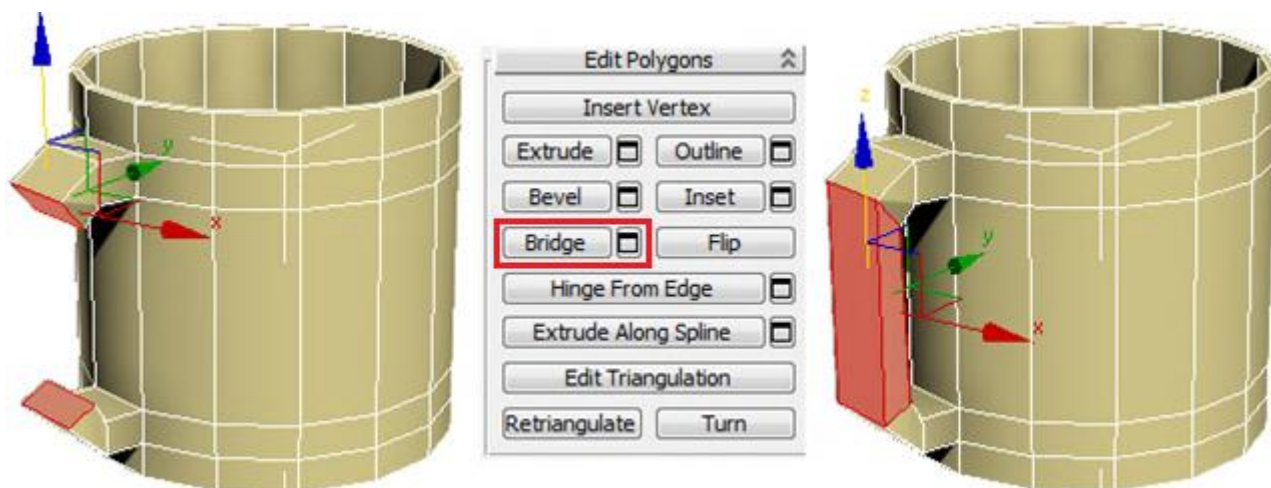 y
x
Edit Polygons
Insert Vertex
Extrude Outline
Bevel Inset
Bridge Flip
Hinge From Edge
Extrude Along Spline
Edit Triangulation
Retriangulate Turn
z
y
x